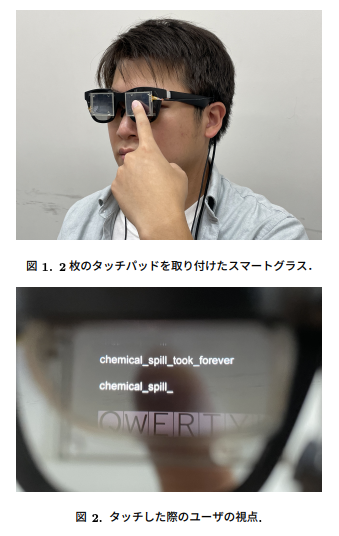 図 1. 2 枚のタッチパッドを取り付けたスマートグラス.
chemical_spill_took_forever
chemical_spill_
QWERTY
図 2. タッチした際のユーザの視点.